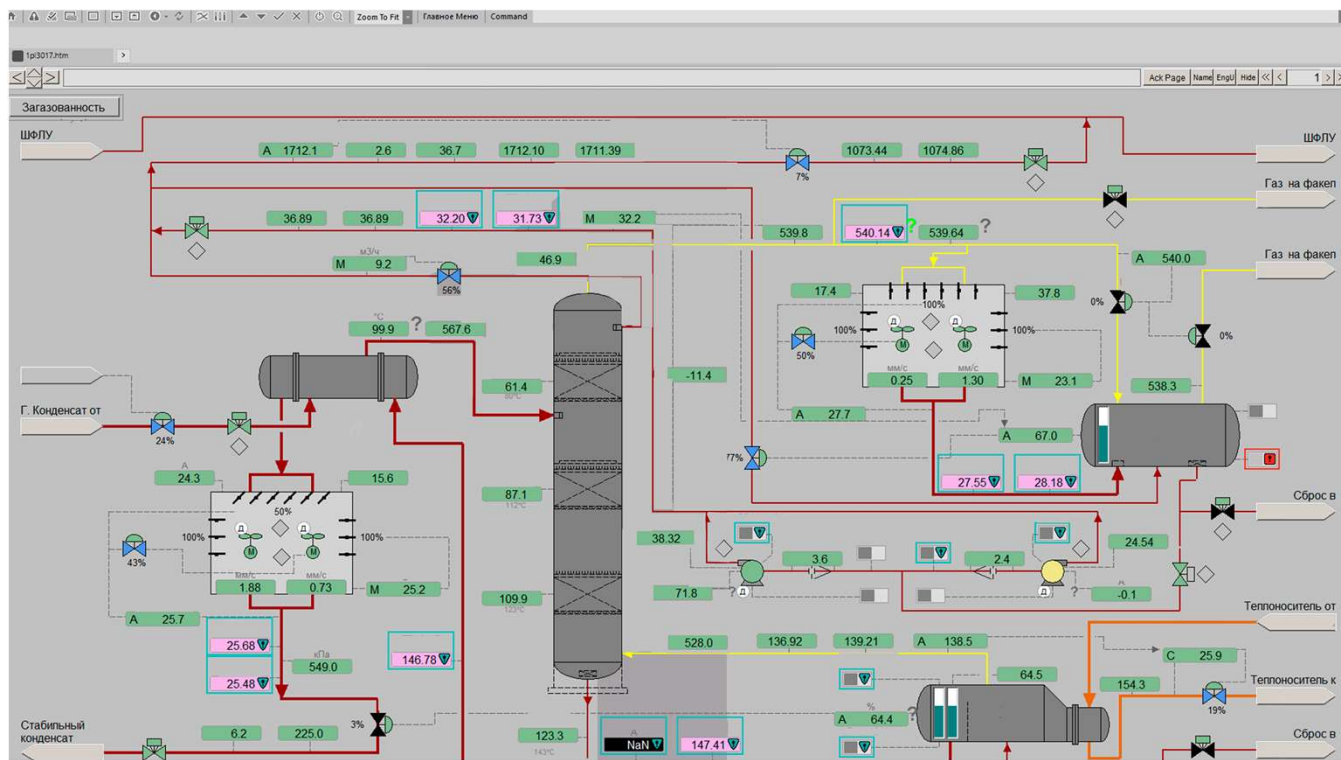 Zoom To Fit Главное Меню Command
1pl3017.htm >
< > Ack Page Name EngU Hide << < 1 >
Загазованность
ШФЛУ
ШФЛУ
A 1712.1 2.6 36.7 1712.10 1711.39 1073.44 1074.86
7%
Газ на факел
36.89 36.89 32.20 31.73 M 32.2
539.8 540.14 ? 539.64 ?
м3/ч
M 9.2 46.9
56%
A 540.0
Газ на факел
17.4 37.8
0%
100%
°C
99.9 ? 567.6
Д Д
100% 100%
0%
50%
M M
мм/с мм/с
-11.4 0.25 1.30 M 23.1
538.3
61.4
Г. Конденсат от
A 27.7
24%
A 67.0
77%
A
24.3 15.6
27.55 28.18
87.1
112°C
50%
Сброс в
Д Д
100% 100%
38.32 24.54
43%
M M
3.6 2.4
мм/с мм/с
1.88 0.73 M 25.2
71.8 ? Д Д ? A
-0.1
109.9
A 25.7
Теплоноситель от
25.68
кПа
549.0
146.78
528.0 136.92 139.21 A 138.5
C 25.9
25.48
64.5 154.3
Теплоноситель к
19%
%
A 64.4 ?
3%
Стабильный
конденсат
6.2 225.0
123.3
143°C
A
NaN 147.41
Сброс в